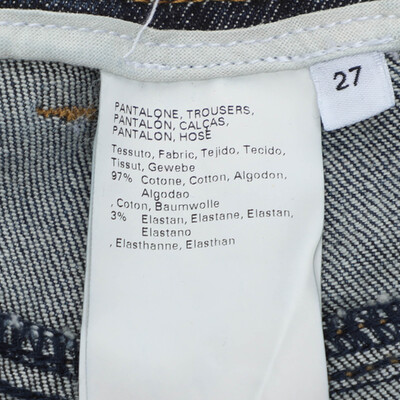 27
PANTALONE, TROUSERS,
PANTALÓN, CALÇAS,
PANTALON, HOSE
Tessuto, Fabric, Tejido, Tecido,
Tissut, Gewebe
97% Cotone, Cotton, Algodon,
Algodao
, Coton, Baumwolle
3% Elastan, Elastane, Elastan,
Elastano
, Elasthanne, Elasthan